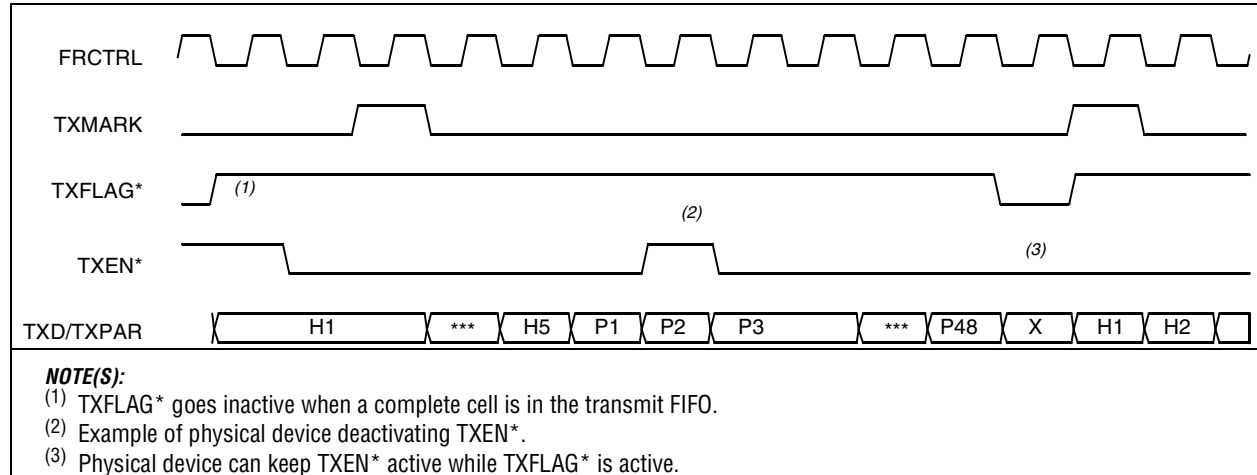 FRCTRL
TXMARK
TXFLAG*
(1)
(2)
TXEN*
(3)
TXD/TXPAR H1 *** H5 P1 P2 P3 *** P48 X H1 H2
NOTE(S):
(1) TXFLAG* goes inactive when a complete cell is in the transmit FIFO.
(2) Example of physical device deactivating TXEN*.
(3) Physical device can keep TXEN* active while TXFLAG* is active.